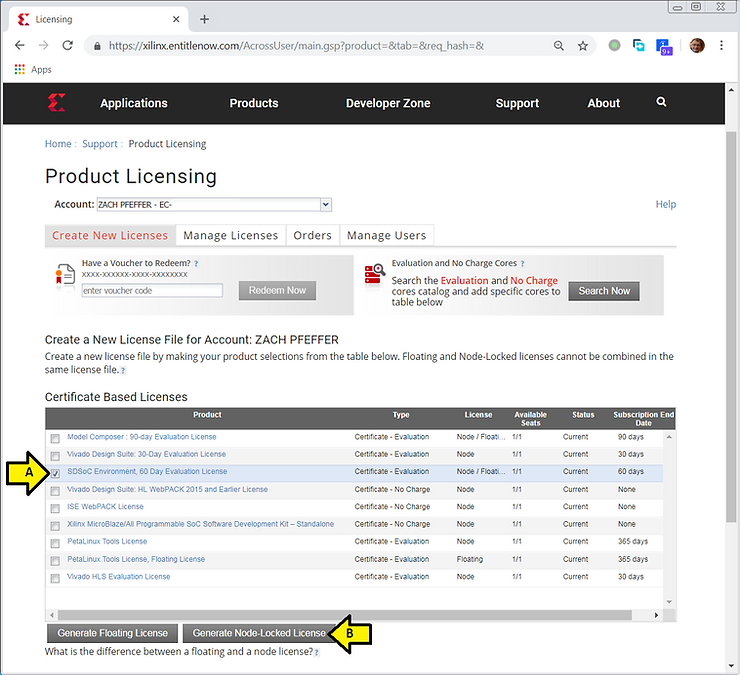 Licensing
https://xilinx.entitlenow.com/AcrossUser/main.gsp?product=&tab=&req_hash=&
9+
Apps
Applications Products Developer Zone Support About
Home : Support : Product Licensing
Product Licensing
Account: ZACH PFEFFER - EC- Help
Create New Licenses Manage Licenses Orders Manage Users
Have a Voucher to Redeem? ?
XXXX-XXXXXX-XXXX-XXXXXXXX
enter voucher code Redeem Now
Evaluation and No Charge Cores ?
Search the Evaluation and No Charge
cores catalog and add specific cores to
table below
Search Now
Create a New License File for Account: ZACH PFEFFER
Create a new license file by making your product selections from the table below. Floating and Node-Locked licenses cannot be combined in the
same license file. ?
Certificate Based Licenses
Product Type License Available Seats Status Subscription End Date
Model Composer : 90-day Evaluation License Certificate - Evaluation Node / Floati... 1/1 Current 90 days
Vivado Design Suite: 30-Day Evaluation License Certificate - Evaluation Node 1/1 Current 30 days
A SDSoC Environment, 60 Day Evaluation License Certificate - Evaluation Node / Floati... 1/1 Current 60 days
Vivado Design Suite: HL WebPACK 2015 and Earlier License Certificate - No Charge Node 1/1 Current None
ISE WebPACK License Certificate - No Charge Node 1/1 Current None
Xilinx MicroBlaze/All Programmable SoC Software Development Kit – Standalone Certificate - No Charge Node 1/1 Current None
PetaLinux Tools License Certificate - Evaluation Node 1/1 Current 365 days
PetaLinux Tools License, Floating License Certificate - Evaluation Floating 1/1 Current 365 days
Vivado HLS Evaluation License Certificate - Evaluation Node 1/1 Current 30 days
Generate Floating License Generate Node-Locked License B
What is the difference between a floating and a node license? ?